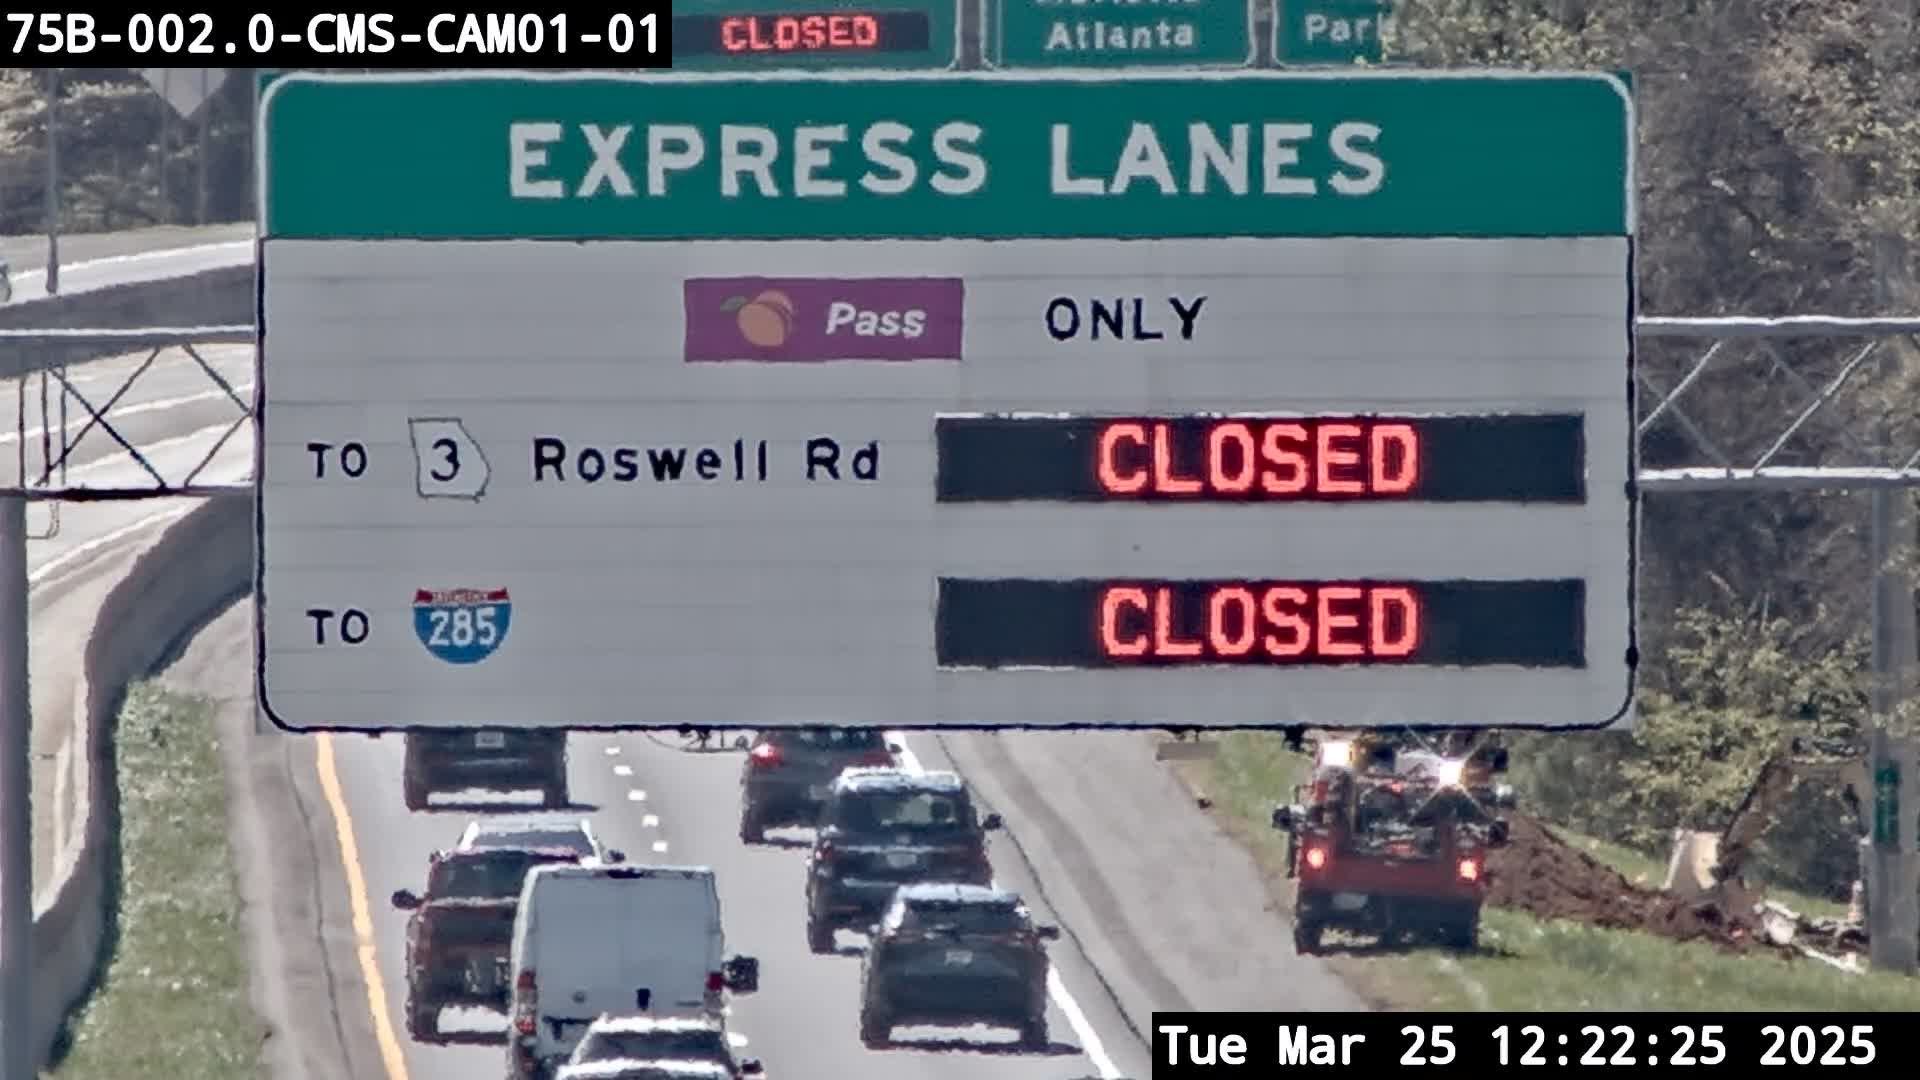 75B-002.0-CMS-CAM01-01
CLOSED
Atlanta
EXPRESS LANES
Pass ONLY
TO 3 Roswell Rd CLOSED
TO 285 CLOSED
Tue Mar 25 12:22:25 2025